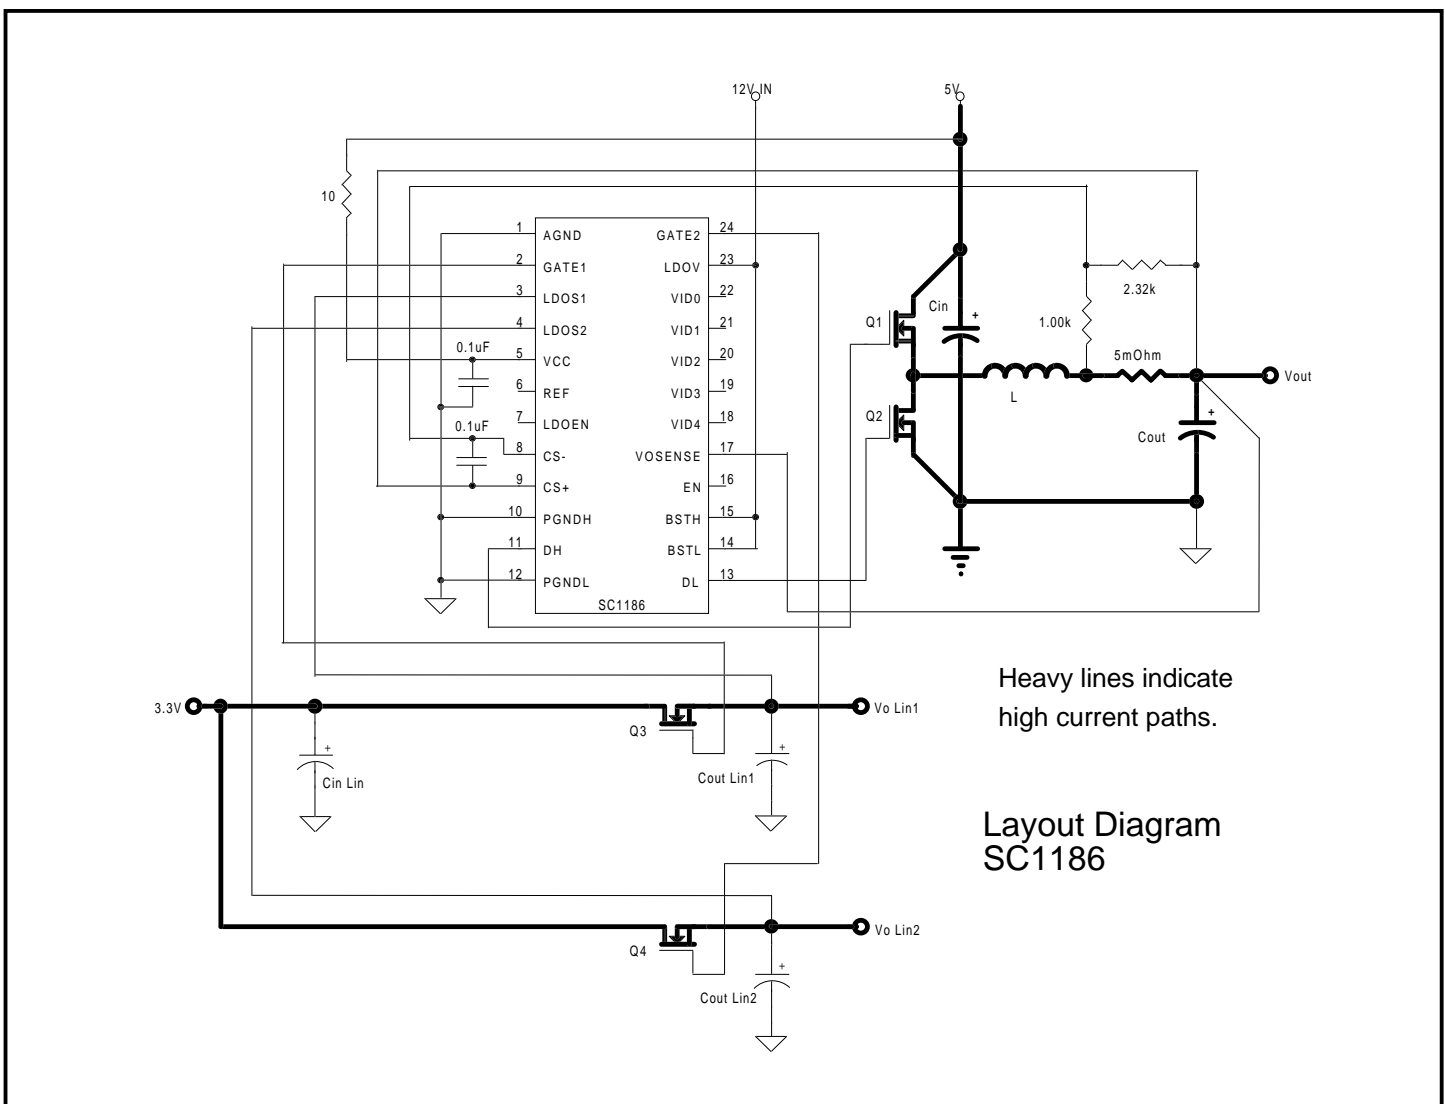 12V IN
5V
10
1 AGND GATE2 24
2 GATE1 LDOV 23
3 LDOS1 VID0 22
4 LDOS2 VID1 21
5 VCC VID2 20
6 REF VID3 19
7 LDOEN VID4 18
8 CS- VOSENSE 17
9 CS+ EN 16
10 PGNDH BSTH 15
11 DH BSTL 14
12 PGNDL DL 13
SC1186
0.1uF
0.1uF
Q1
Cin
+
2.32k
1.00k
5mOhm
L
Vout
Q2
Cout
+
Heavy lines indicate
high current paths.
3.3V
Q3
Vo Lin1
+
Cin Lin
+
Cout Lin1
Layout Diagram
SC1186
Q4
Vo Lin2
+
Cout Lin2